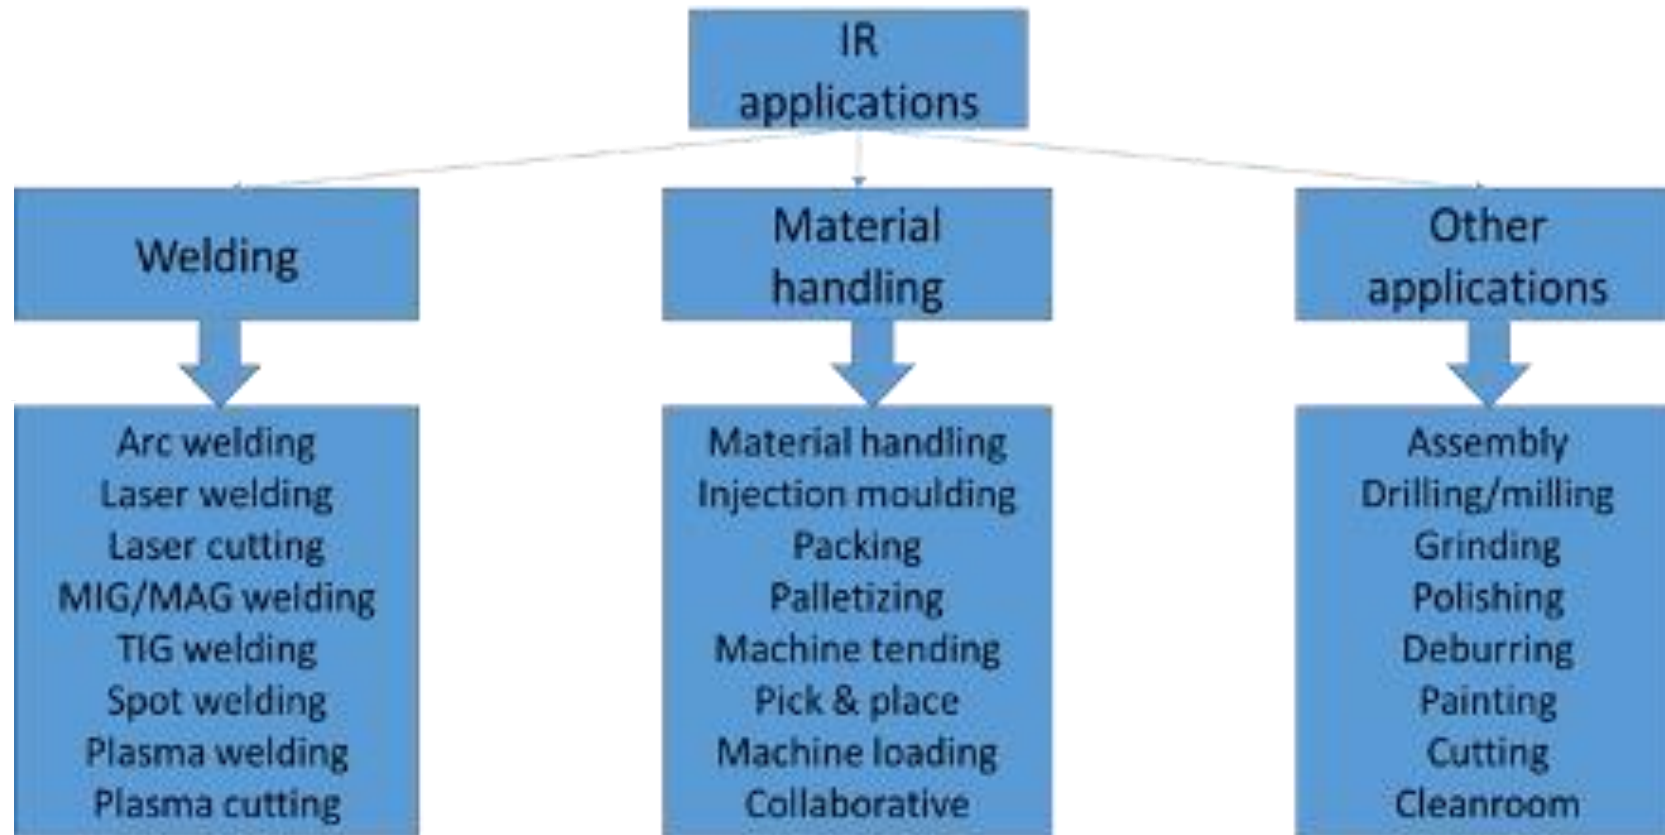 IR
applications
Welding
Material
handling
Other
applications
Arc welding
Laser welding
Laser cutting
MIG/MAG welding
TIG welding
Spot welding
Plasma welding
Plasma cutting
Material handling
Injection moulding
Packing
Palletizing
Machine tending
Pick & place
Machine loading
Collaborative
Assembly
Drilling/milling
Grinding
Polishing
Deburring
Painting
Cutting
Cleanroom